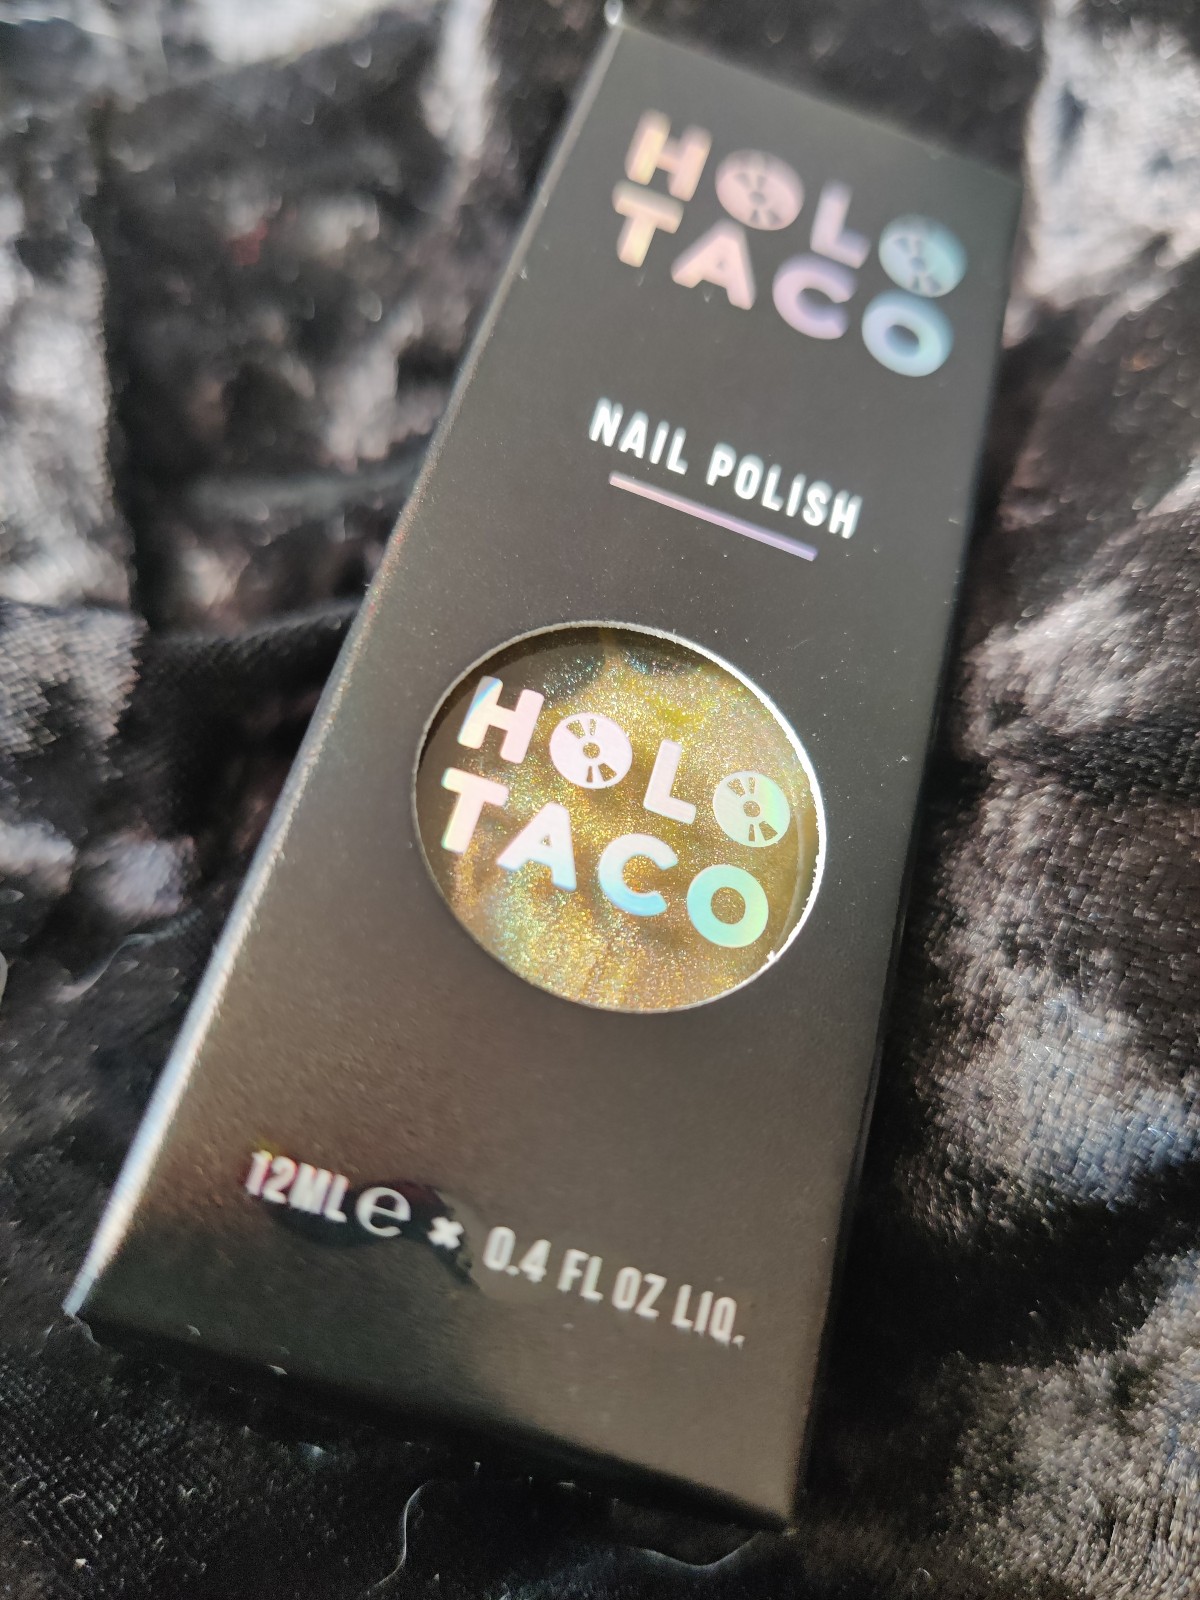 HOLO
TACO
NAIL POLISH
HOLO
TACO
12ML e × 0.4 FL OZ LIQ.